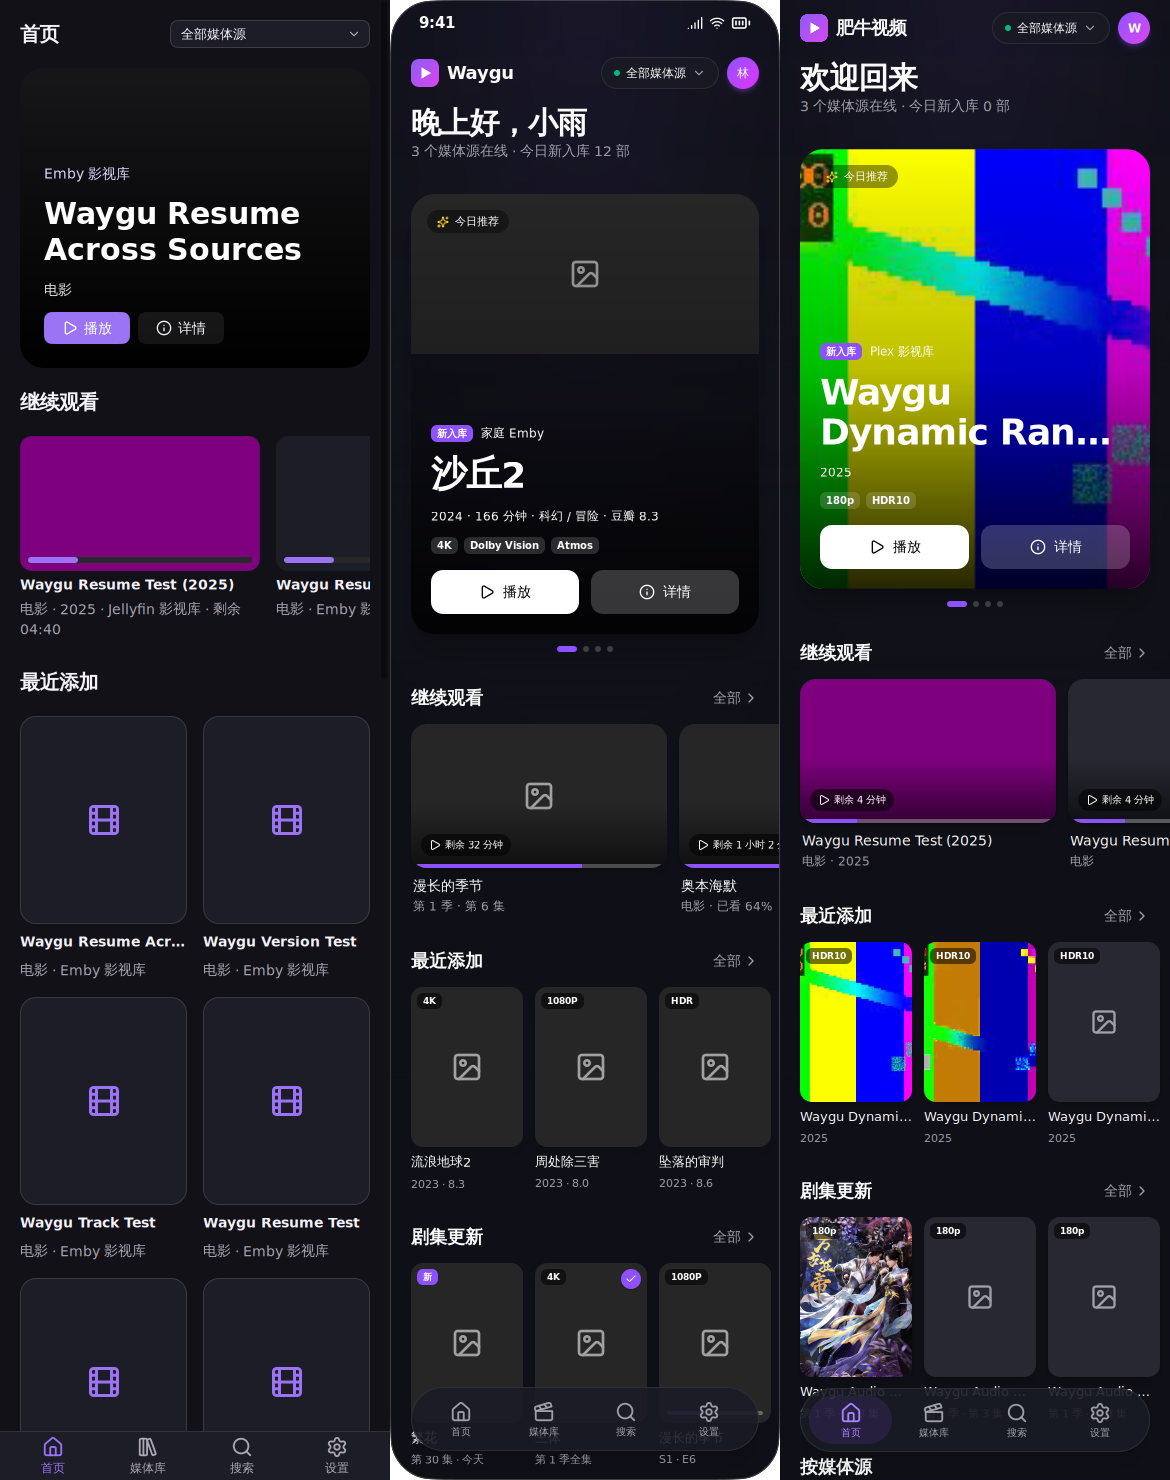 首页
全部媒体源
Emby 影视库
Waygu Resume
Across Sources
电影
播放
详情
继续观看
Waygu Resume Test (2025)
电影 · 2025 · Jellyfin 影视库 · 剩余
04:40
Waygu Resu
电影 · Emby 影
最近添加
Waygu Resume Acr...
电影 · Emby 影视库
Waygu Version Test
电影 · Emby 影视库
Waygu Track Test
电影 · Emby 影视库
Waygu Resume Test
电影 · Emby 影视库
首页
媒体库
搜索
设置
9:41
Waygu
全部媒体源
林
晚上好，小雨
3 个媒体源在线 · 今日新入库 12 部
今日推荐
新入库
家庭 Emby
沙丘2
2024 · 166 分钟 · 科幻 / 冒险 · 豆瓣 8.3
4K
Dolby Vision
Atmos
播放
详情
继续观看
全部
剩余 32 分钟
漫长的季节
第 1 季 · 第 6 集
剩余 1 小时 2
奥本海默
电影 · 已看 64%
最近添加
全部
4K
流浪地球2
2023 · 8.3
1080P
周处除三害
2023 · 8.0
HDR
坠落的审判
2023 · 8.6
剧集更新
全部
新
4K
1080P
繁花
第 30 集 · 今天
三体
第 1 季全集
漫长的季节
S1 · E6
首页
媒体库
搜索
设置
肥牛视频
全部媒体源
W
欢迎回来
3 个媒体源在线 · 今日新入库 0 部
今日推荐
新入库
Plex 影视库
Waygu
Dynamic Ran...
2025
180p
HDR10
播放
详情
继续观看
全部
剩余 4 分钟
Waygu Resume Test (2025)
电影 · 2025
剩余 4 分钟
Waygu Resum
电影
最近添加
全部
HDR10
Waygu Dynami...
2025
HDR10
Waygu Dynami...
2025
HDR10
Waygu Dynami...
2025
剧集更新
全部
180p
180p
180p
Waygu Audio ...
Waygu Audio ...
Waygu Audio ...
首页
媒体库
搜索
设置
按媒体源